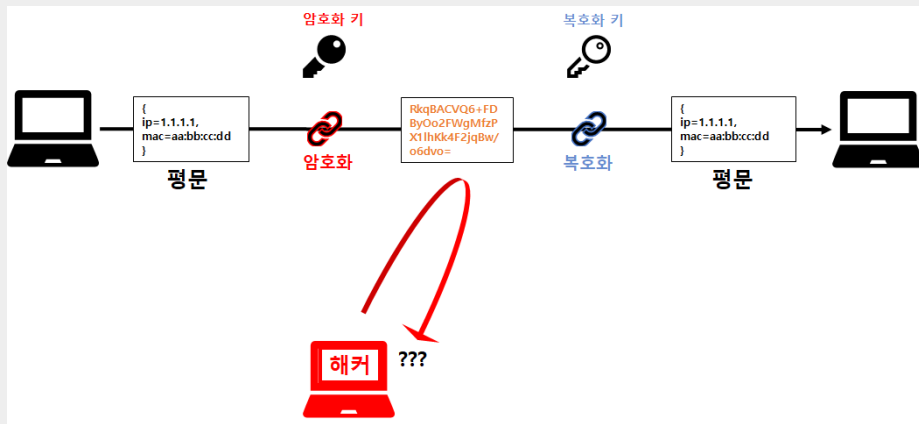 암호화 키
복호화 키
{
ip=1.1.1.1,
mac=aa:bb:cc:dd
}
평문
암호화
RkqBACVQ6+FD
ByOo2FWgMfzP
X1lhKk4F2jqBw/
o6dvo=
복호화
{
ip=1.1.1.1,
mac=aa:bb:cc:dd
}
평문
해커
???